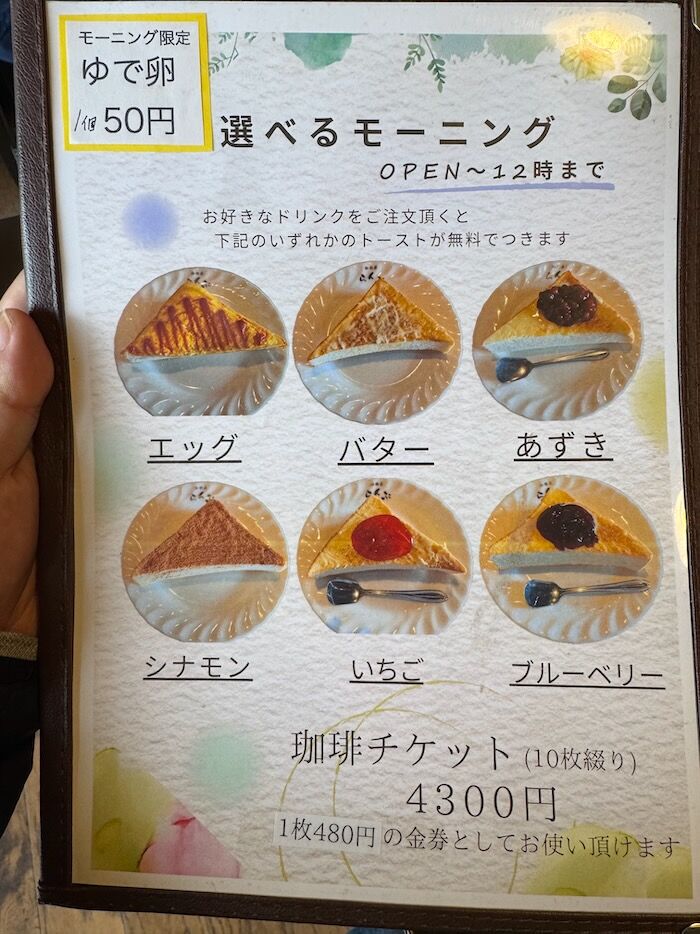 モーニング限定
ゆで卵
1個 50円
選べるモーニング
OPEN〜12時まで
お好きなドリンクをご注文頂くと
下記のいずれかのトーストが無料でつきます
エッグ
バター
あずき
シナモン
いちご
ブルーベリー
珈琲チケット (10枚綴り)
4300円
1枚480円 の金券としてお使い頂けます